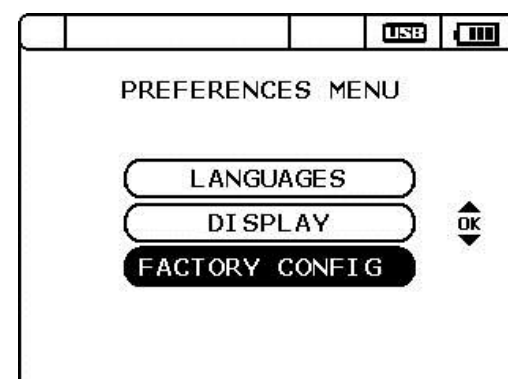 USB
PREFERENCES MENU
LANGUAGES
DISPLAY
OK
FACTORY CONFIG